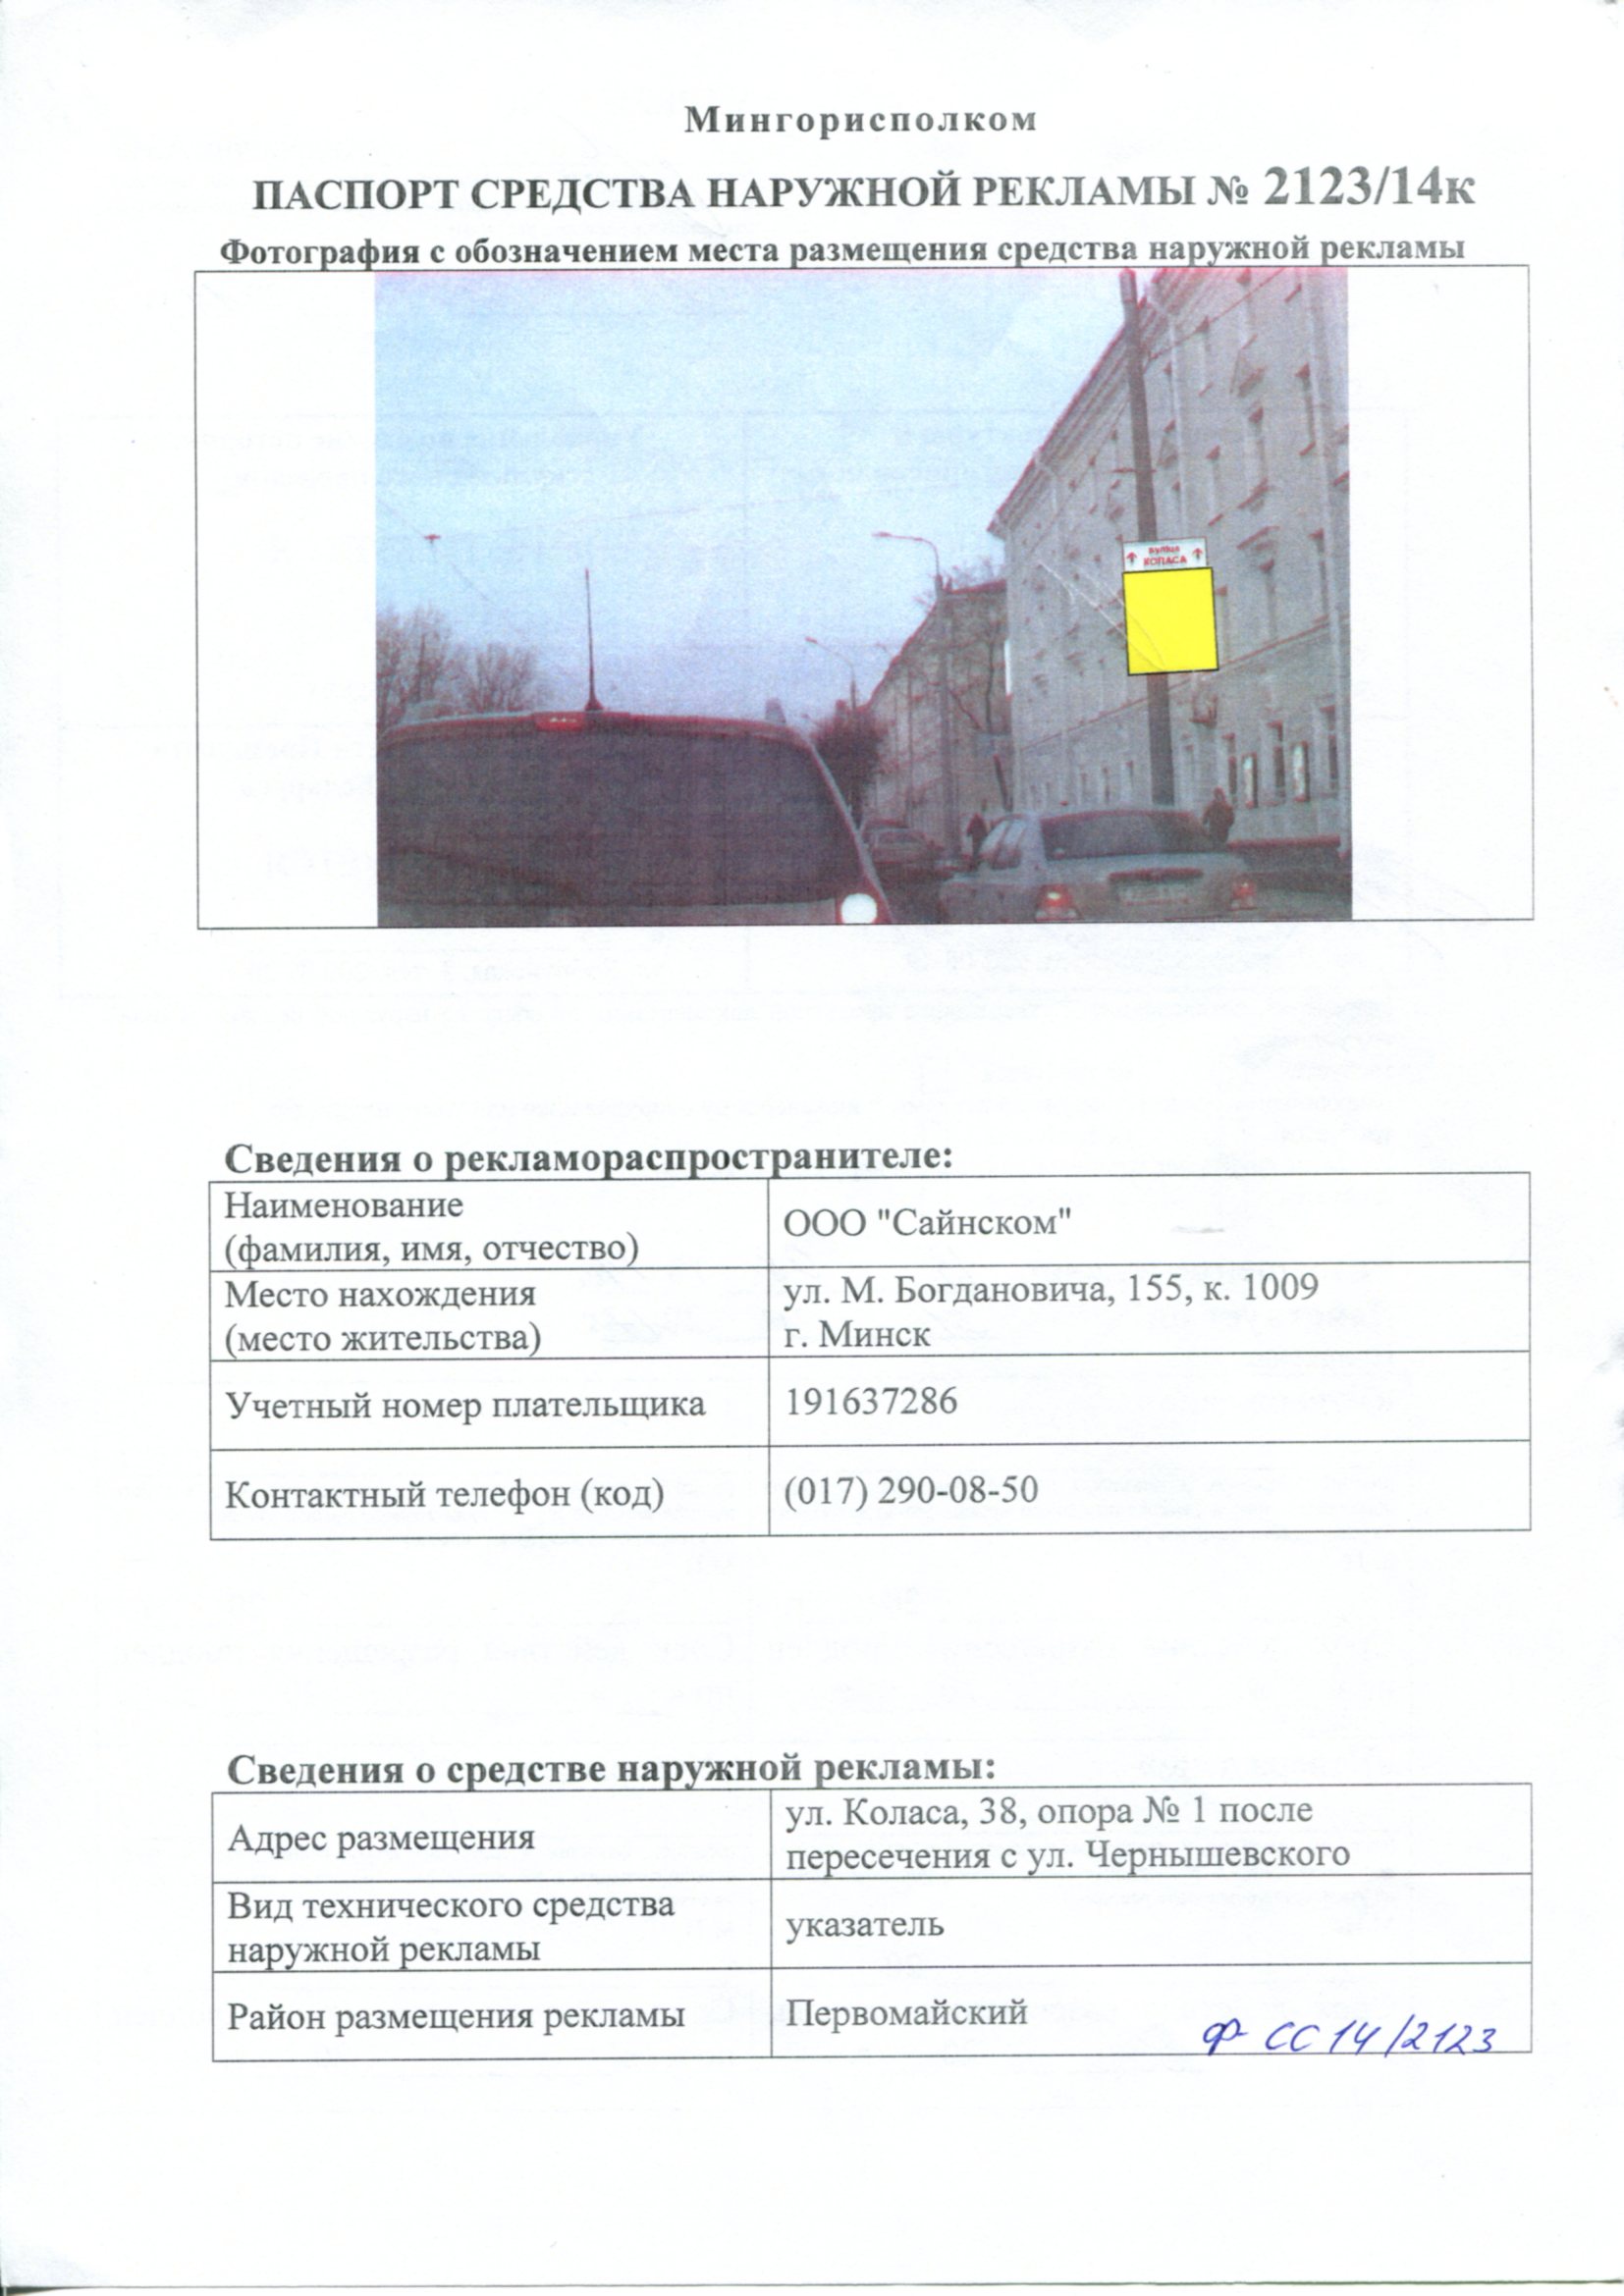 Мингорисполком
ПАСПОРТ СРЕДСТВА НАРУЖНОЙ РЕКЛАМЫ № 2123/14к
Фотография с обозначением места размещения средства наружной рекламы
КОЛАСА
Сведения о рекламораспространителе:
Наименование
(фамилия, имя, отчество)
ООО "Сайнском"
Место нахождения
(место жительства)
ул. М. Богдановича, 155, к. 1009
г. Минск
Учетный номер плательщика
191637286
Контактный телефон (код)
(017) 290-08-50
Сведения о средстве наружной рекламы:
Адрес размещения
ул. Коласа, 38, опора № 1 после
пересечения с ул. Чернышевского
Вид технического средства
наружной рекламы
указатель
Район размещения рекламы
Первомайский
ф СС 14/2123